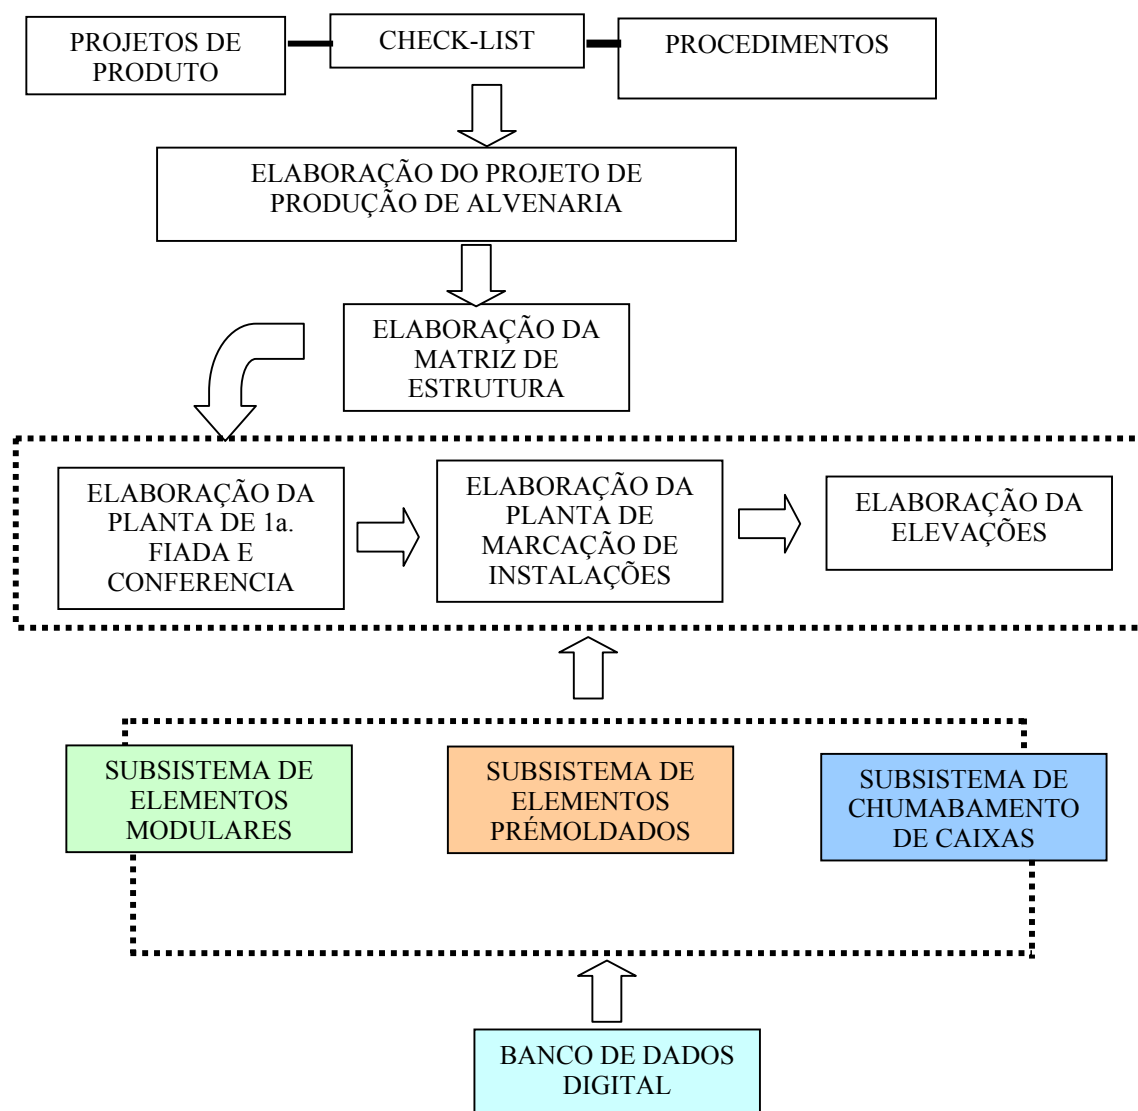 PROJETOS DE
PRODUTO
CHECK-LIST
PROCEDIMENTOS
ELABORAÇÃO DO PROJETO DE
PRODUÇÃO DE ALVENARIA
ELABORAÇÃO DA
MATRIZ DE
ESTRUTURA
ELABORAÇÃO DA
PLANTA DE 1a.
FIADA E
CONFERENCIA
ELABORAÇÃO DA
PLANTA DE
MARCAÇÃO DE
INSTALAÇÕES
ELABORAÇÃO DA
ELEVAÇÕES
SUBSISTEMA DE
ELEMENTOS
MODULARES
SUBSISTEMA DE
ELEMENTOS
PRÉMOLDADOS
SUBSISTEMA DE
CHUMABAMENTO
DE CAIXAS
BANCO DE DADOS
DIGITAL